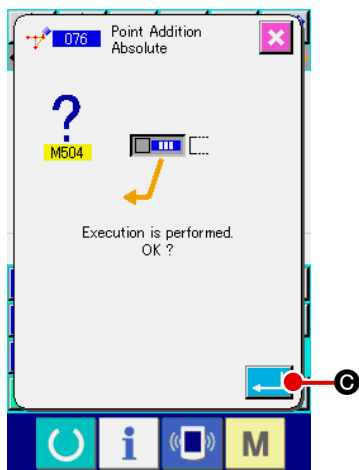 076
Point Addition
Absolute
M504
Execution is performed.
OK ?
C
i
M